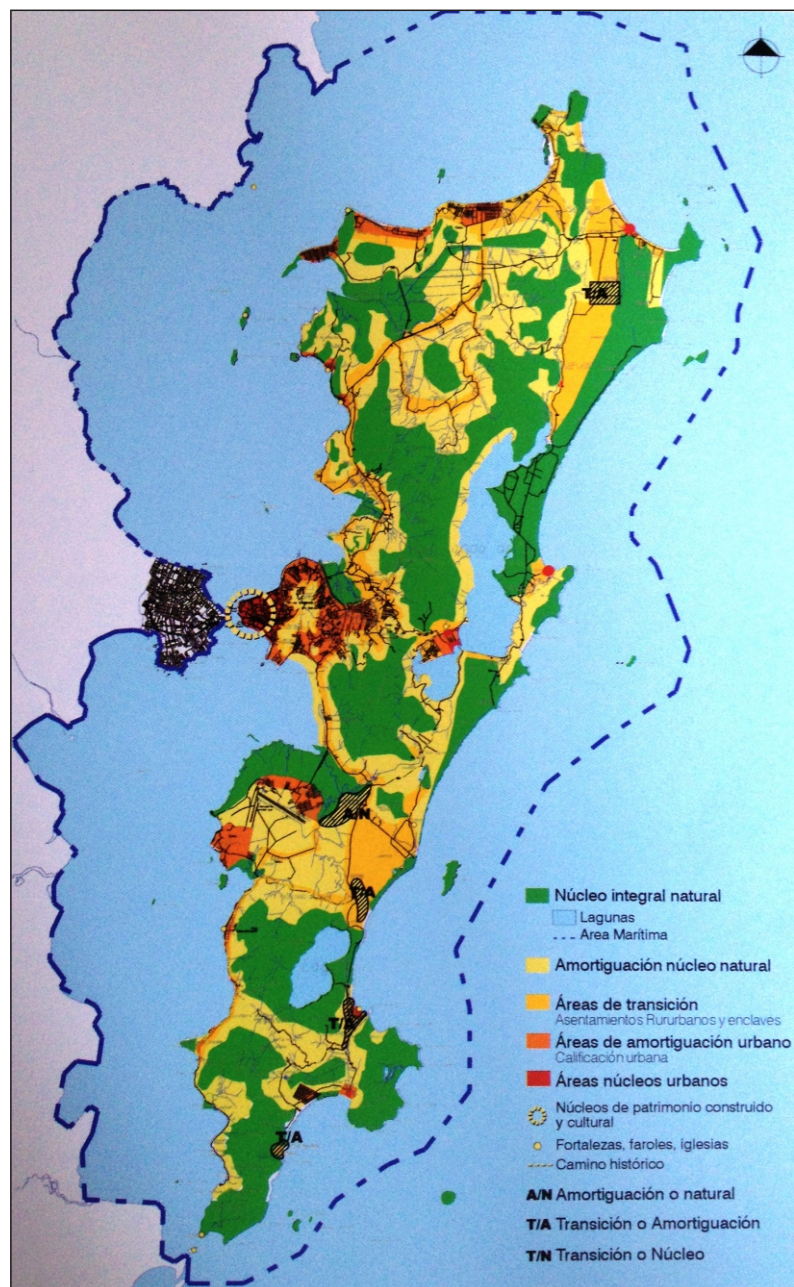 T/A
A/N
T/A
T/A
T/A
Núcleo integral natural
Lagunas
Area Marítima
Amortiguación núcleo natural
Áreas de transición
Asentamientos Rururbanos y enclaves
Áreas de amortiguación urbano
Calificación urbana
Áreas núcleos urbanos
Núcleos de patrimonio construido
y cultural
Fortalezas, faroles, iglesias
Camino histórico
A/N Amortiguación o natural
T/A Transición o Amortiguación
T/N Transición o Núcleo